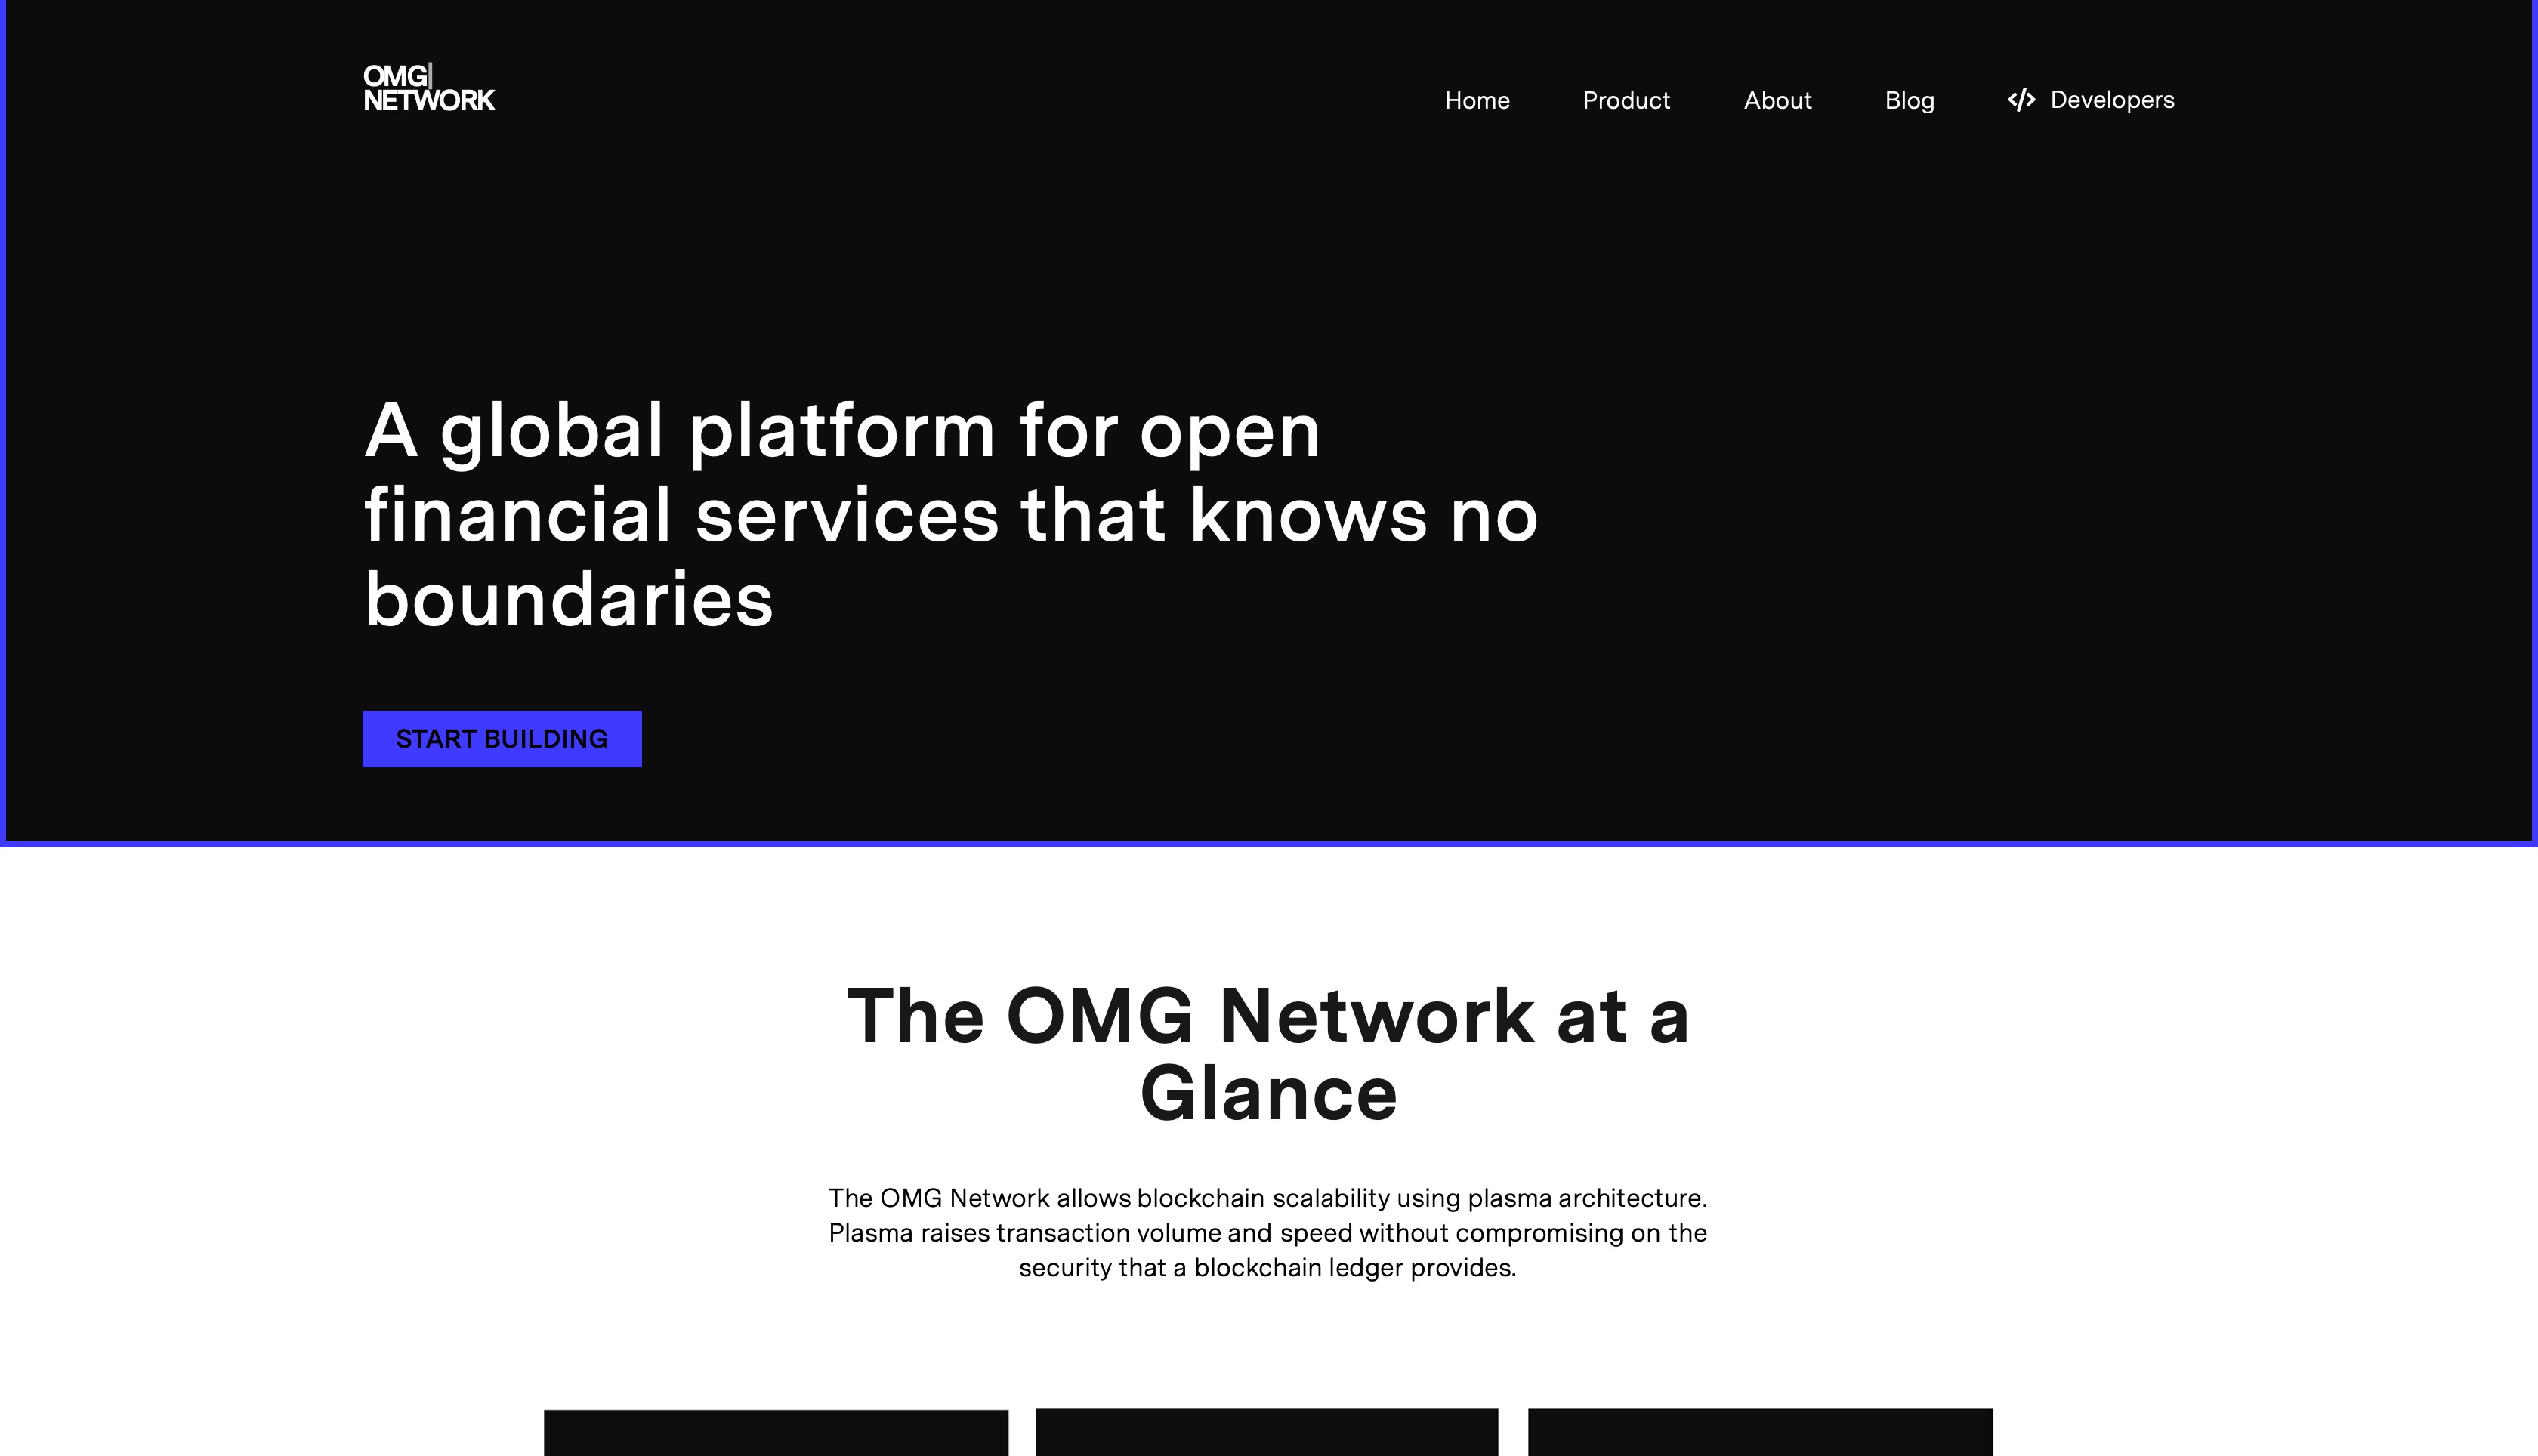 OMG
NETWORK
Home
Product
About
Blog
</> Developers
A global platform for open
financial services that knows no
boundaries
START BUILDING
The OMG Network at a
Glance
The OMG Network allows blockchain scalability using plasma architecture.
Plasma raises transaction volume and speed without compromising on the
security that a blockchain ledger provides.